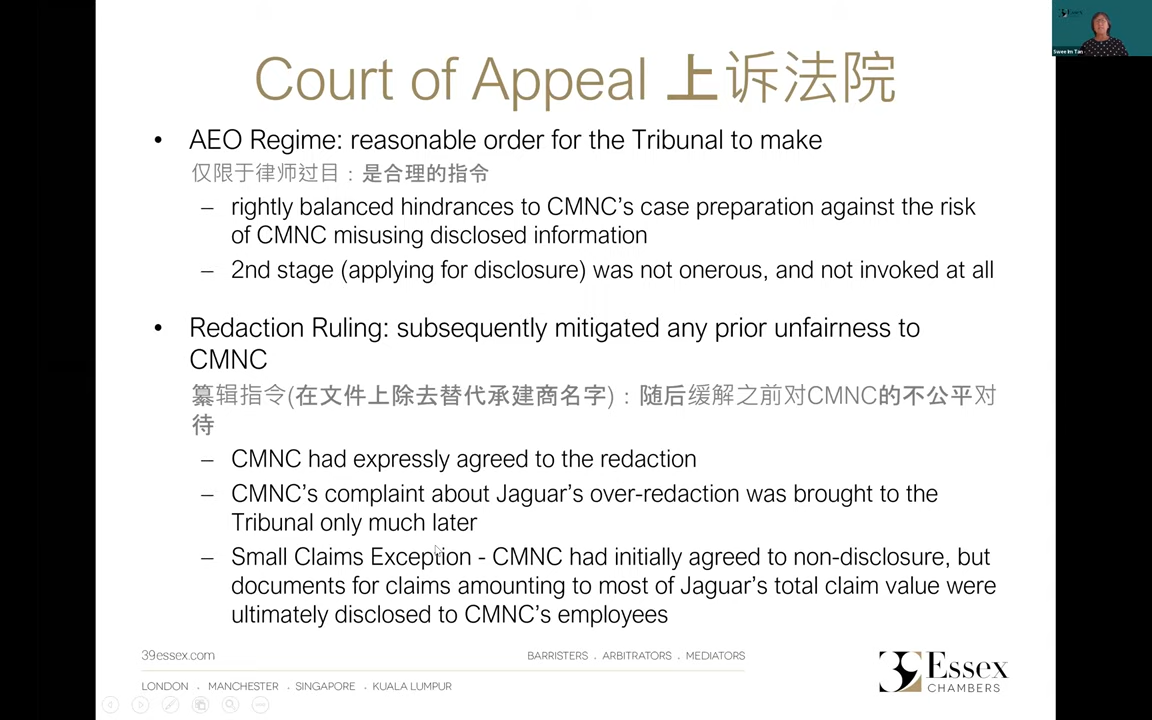 Court of Appeal 上诉法院
• AEO Regime: reasonable order for the Tribunal to make
仅限于律师过目：是合理的指令
– rightly balanced hindrances to CMNC's case preparation against the risk
of CMNC misusing disclosed information
– 2nd stage (applying for disclosure) was not onerous, and not invoked at all
• Redaction Ruling: subsequently mitigated any prior unfairness to
CMNC
纂辑指令(在文件上除去替代承建商名字)：随后缓解之前对CMNC的不公平对
待
– CMNC had expressly agreed to the redaction
– CMNC's complaint about Jaguar's over-redaction was brought to the
Tribunal only much later
– Small Claims Exception - CMNC had initially agreed to non-disclosure, but
documents for claims amounting to most of Jaguar's total claim value were
ultimately disclosed to CMNC's employees
39essex.com
BARRISTERS . ARBITRATORS . MEDIATORS
LONDON . MANCHESTER . SINGAPORE . KUALA LUMPUR
39 Essex
CHAMBERS
39 Essex
Swee Im Tan